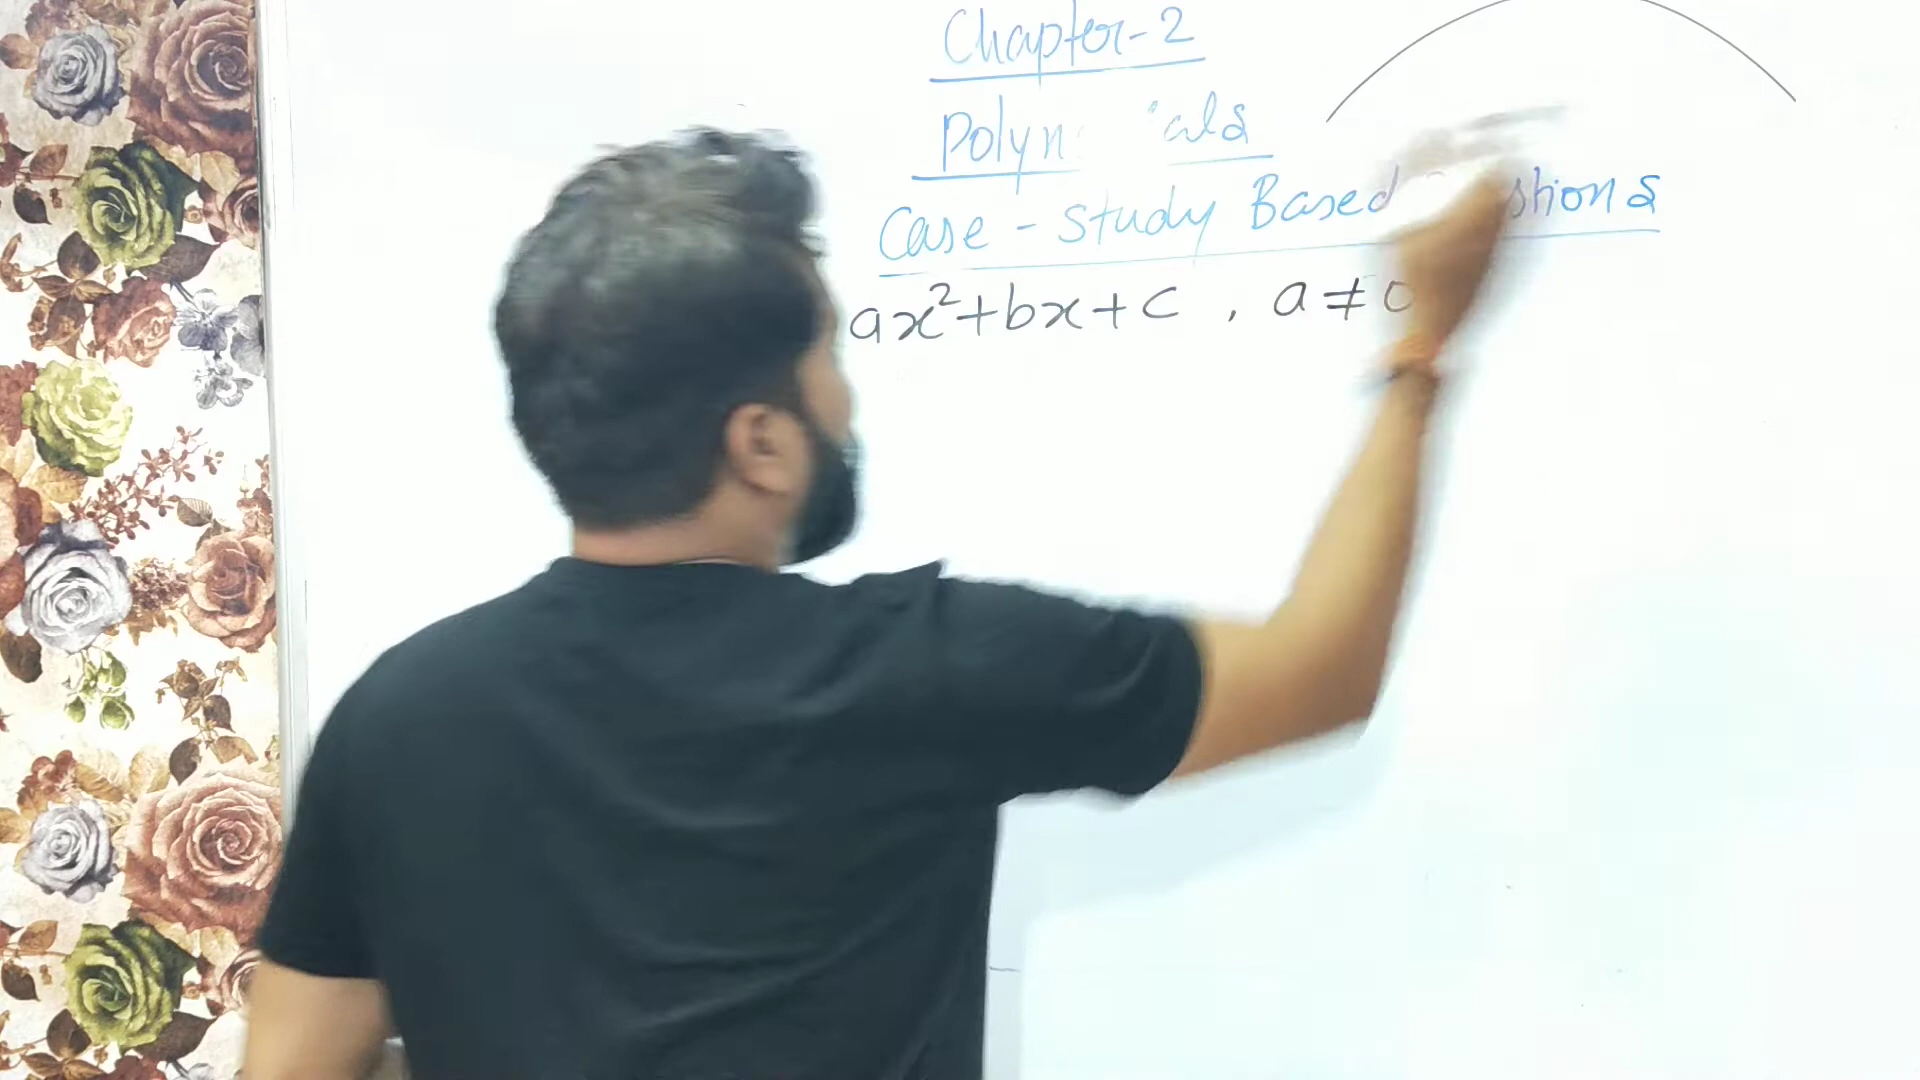 Chapter-2
Case - Study Based
ax²+bx+c , a≠0